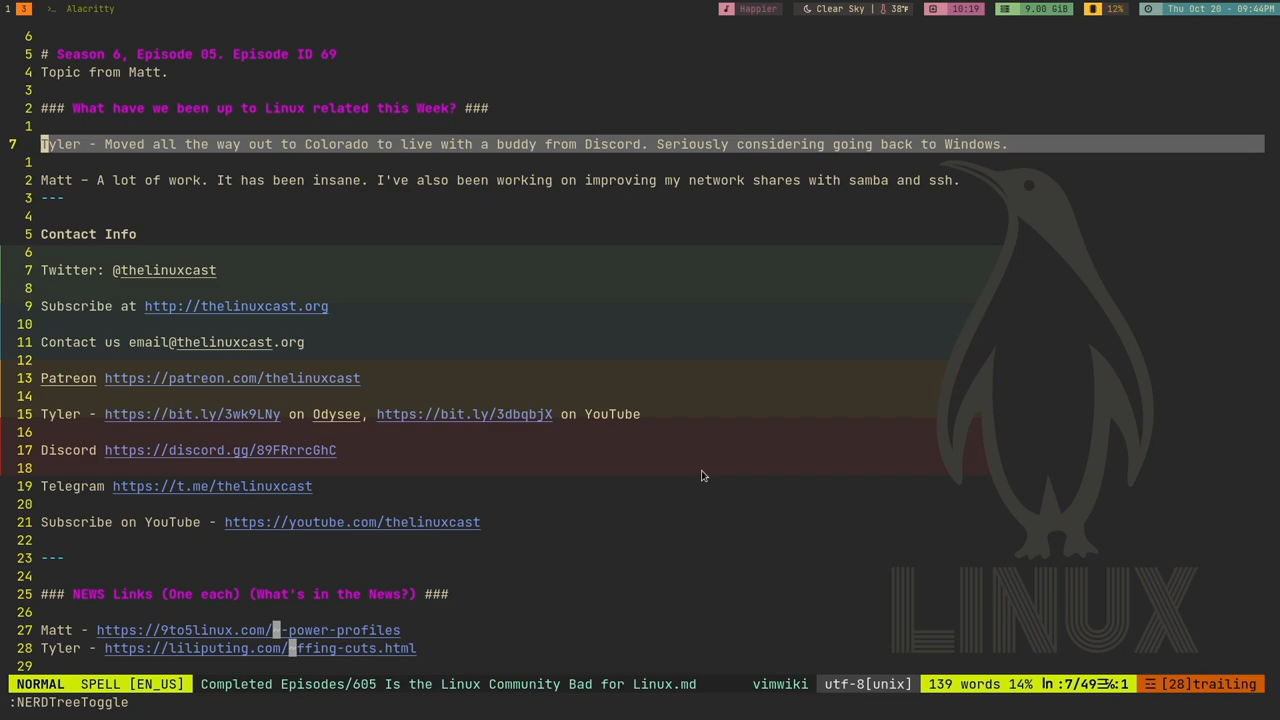 1 3 >_ Alacritty Happier Clear Sky | 38°F 10:19 9.00 GiB 12% Thu Oct 20 - 09:44PM
6
5 # Season 6, Episode 05. Episode ID 69
4 Topic from Matt.
3
2 ### What have we been up to Linux related this Week? ###
1
7 Tyler - Moved all the way out to Colorado to live with a buddy from Discord. Seriously considering going back to Windows.
1
2 Matt – A lot of work. It has been insane. I've also been working on improving my network shares with samba and ssh.
3 ---
4
5 Contact Info
6
7 Twitter: @thelinuxcast
8
9 Subscribe at http://thelinuxcast.org
10
11 Contact us email@thelinuxcast.org
12
13 Patreon https://patreon.com/thelinuxcast
14
15 Tyler - https://bit.ly/3wk9LNy on Odysee, https://bit.ly/3dbqbjX on YouTube
16
17 Discord https://discord.gg/89FRrrcGhC
18
19 Telegram https://t.me/thelinuxcast
20
21 Subscribe on YouTube - https://youtube.com/thelinuxcast
22
23 ---
24
25 ### NEWS Links (One each) (What's in the News?) ###
26
27 Matt - https://9to5linux.com/~-power-profiles
28 Tyler - https://liliputing.com/~ffing-cuts.html
29
LINUX
NORMAL SPELL [EN_US] Completed Episodes/605 Is the Linux Community Bad for Linux.md vimwiki utf-8[unix] 139 words 14% ln :7/49☰℅:1 ☲ [28]trailing
:NERDTreeToggle